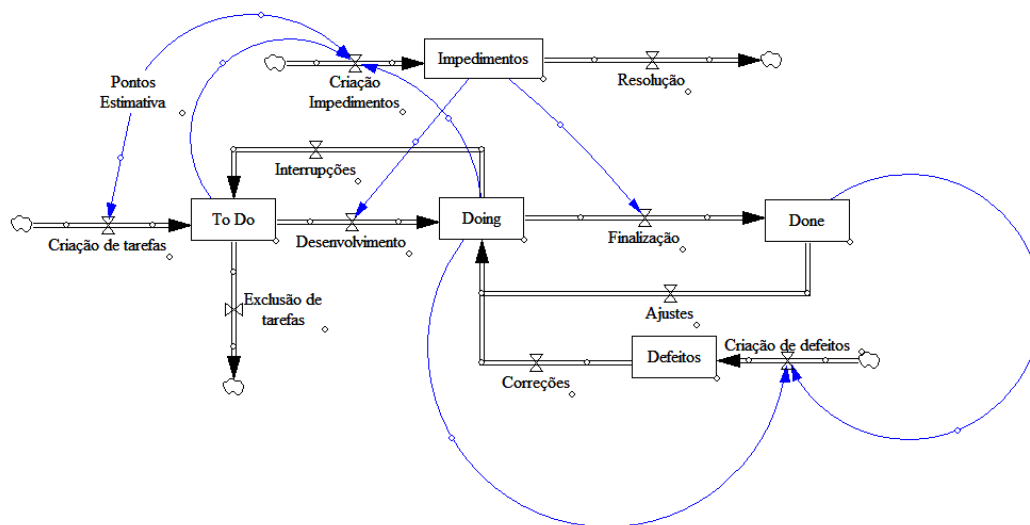 Impedimentos
Criação
Impedimentos
Resolução
Pontos
Estimativa
Interrupções
To Do
Doing
Done
Criação de tarefas
Desenvolvimento
Finalização
Exclusão de
tarefas
Ajustes
Defeitos
Criação de defeitos
Correções